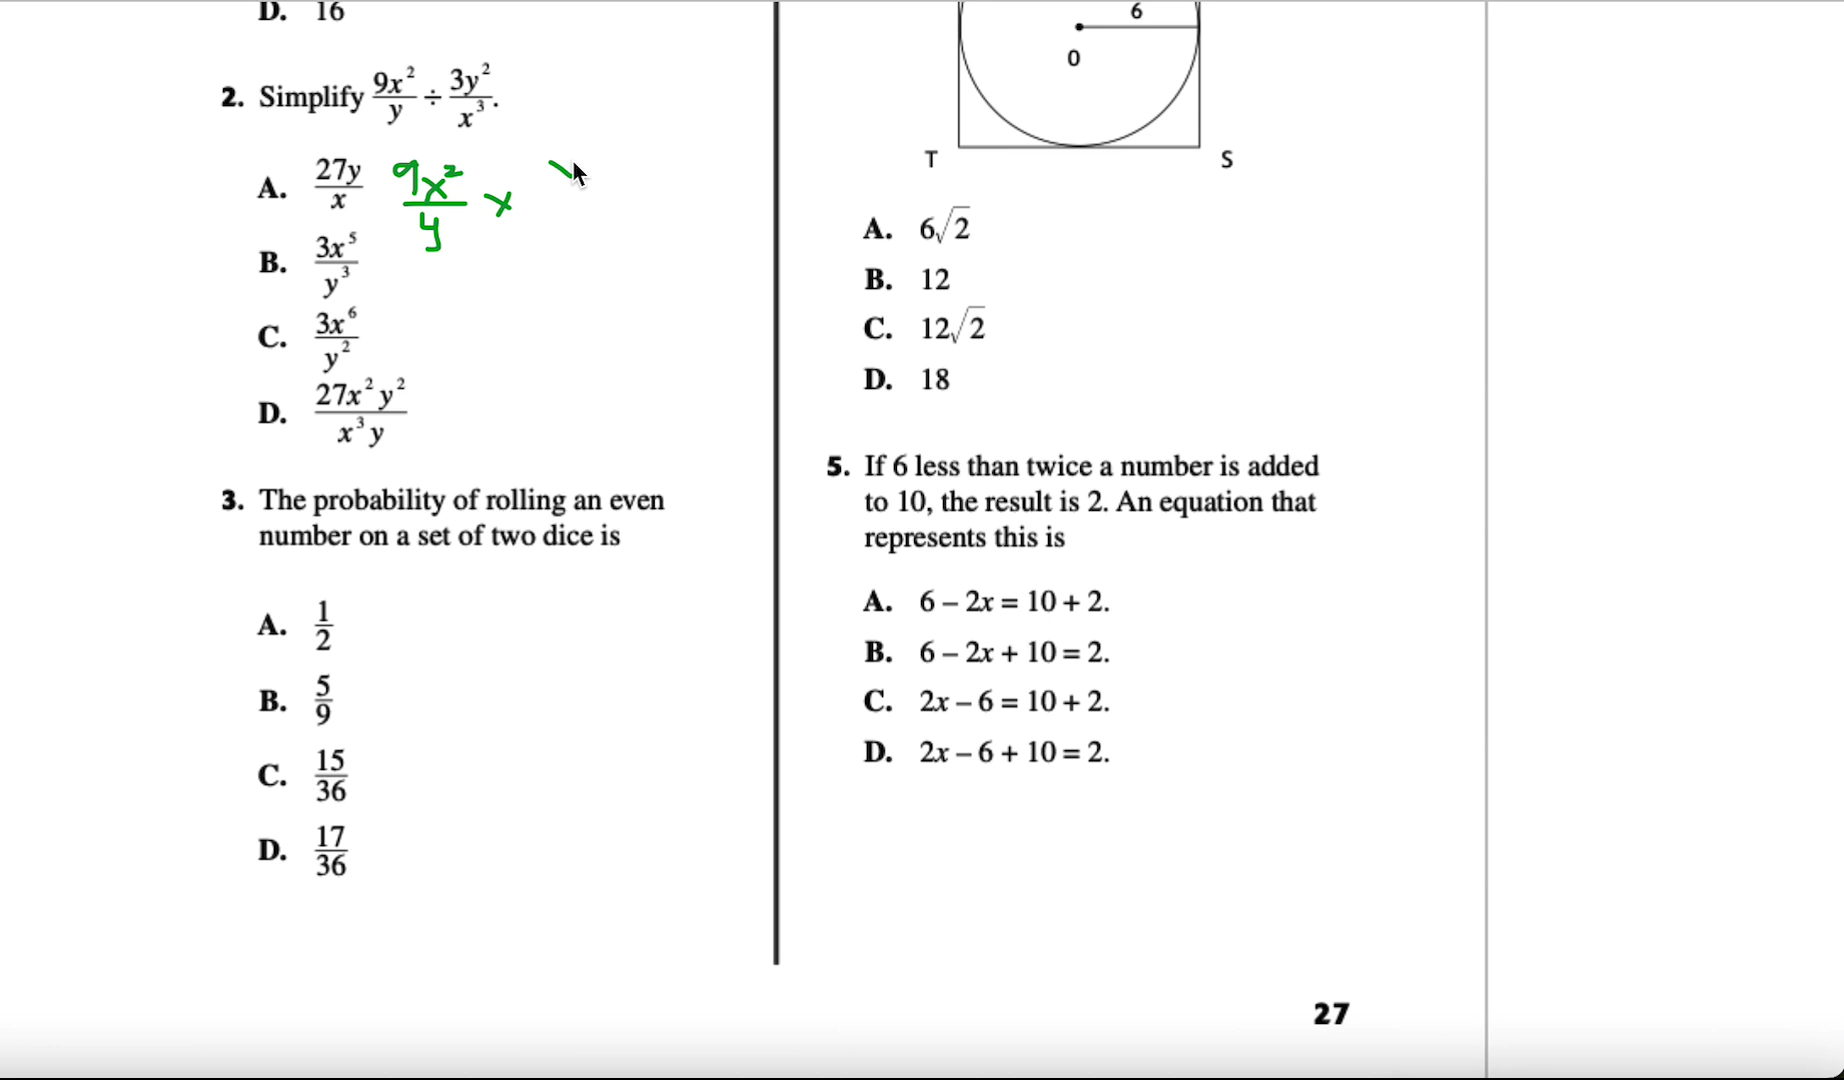 D. 16
2. Simplify 9x²/y ÷ 3y²/x³.
A. 27y/x
9x²/y ×
B. 3x⁵/y³
C. 3x⁶/y²
D. 27x²y²/x³y
3. The probability of rolling an even
number on a set of two dice is
A. 1/2
B. 5/9
C. 15/36
D. 17/36
6
0
T S
A. 6√2
B. 12
C. 12√2
D. 18
5. If 6 less than twice a number is added
to 10, the result is 2. An equation that
represents this is
A. 6 – 2x = 10 + 2.
B. 6 – 2x + 10 = 2.
C. 2x – 6 = 10 + 2.
D. 2x – 6 + 10 = 2.
27